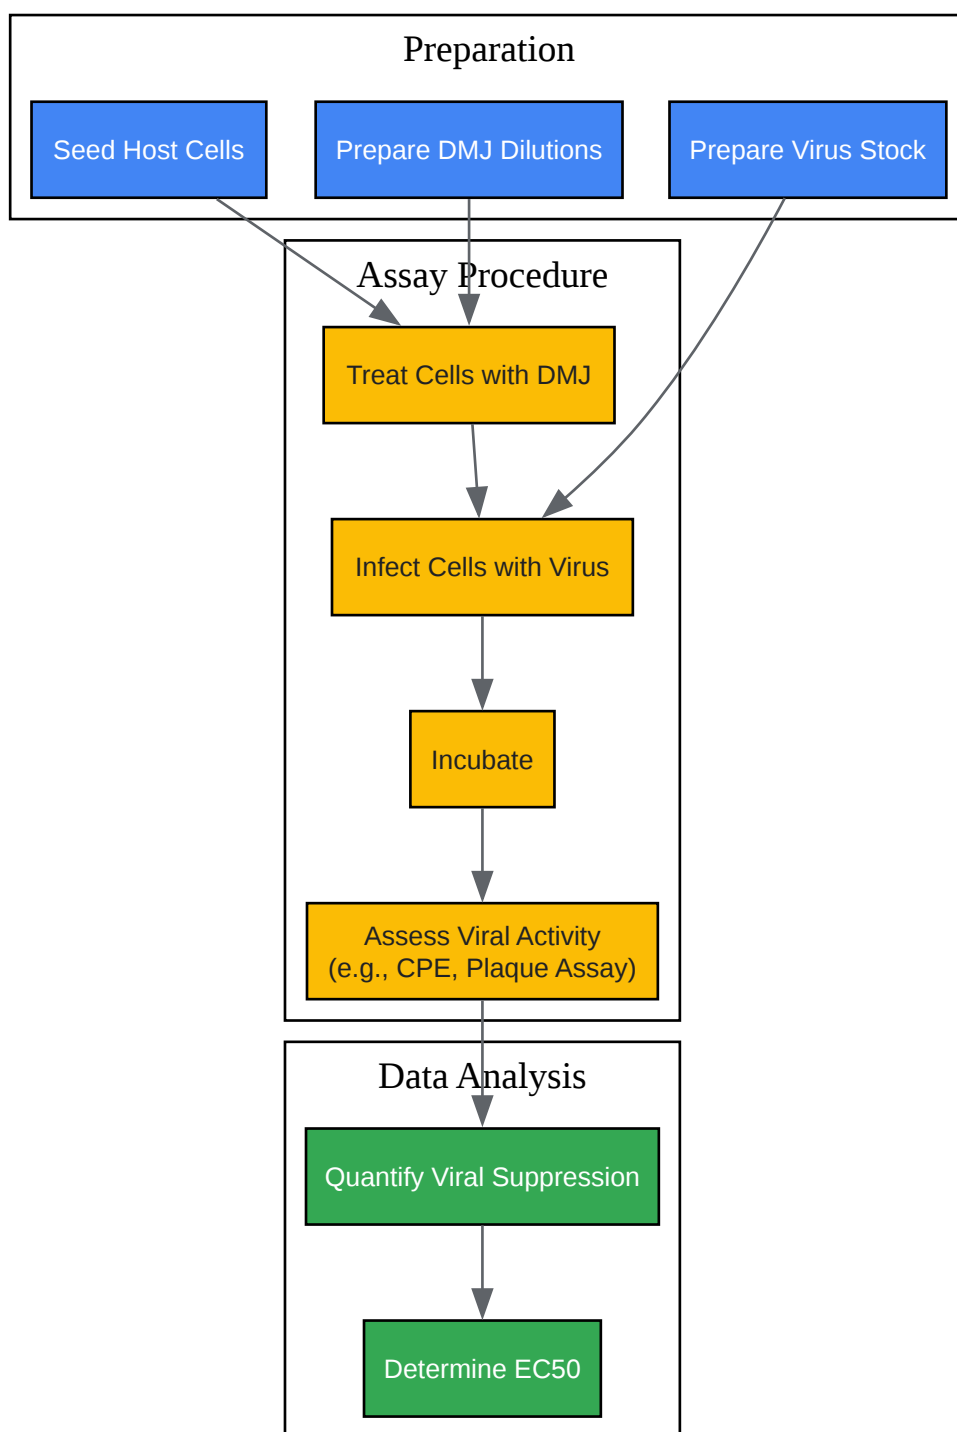 Preparation
Seed Host Cells
Prepare DMJ Dilutions
Prepare Virus Stock
Assay Procedure
Treat Cells with DMJ
Infect Cells with Virus
Incubate
Assess Viral Activity
(e.g., CPE, Plaque Assay)
Data Analysis
Quantify Viral Suppression
Determine EC50